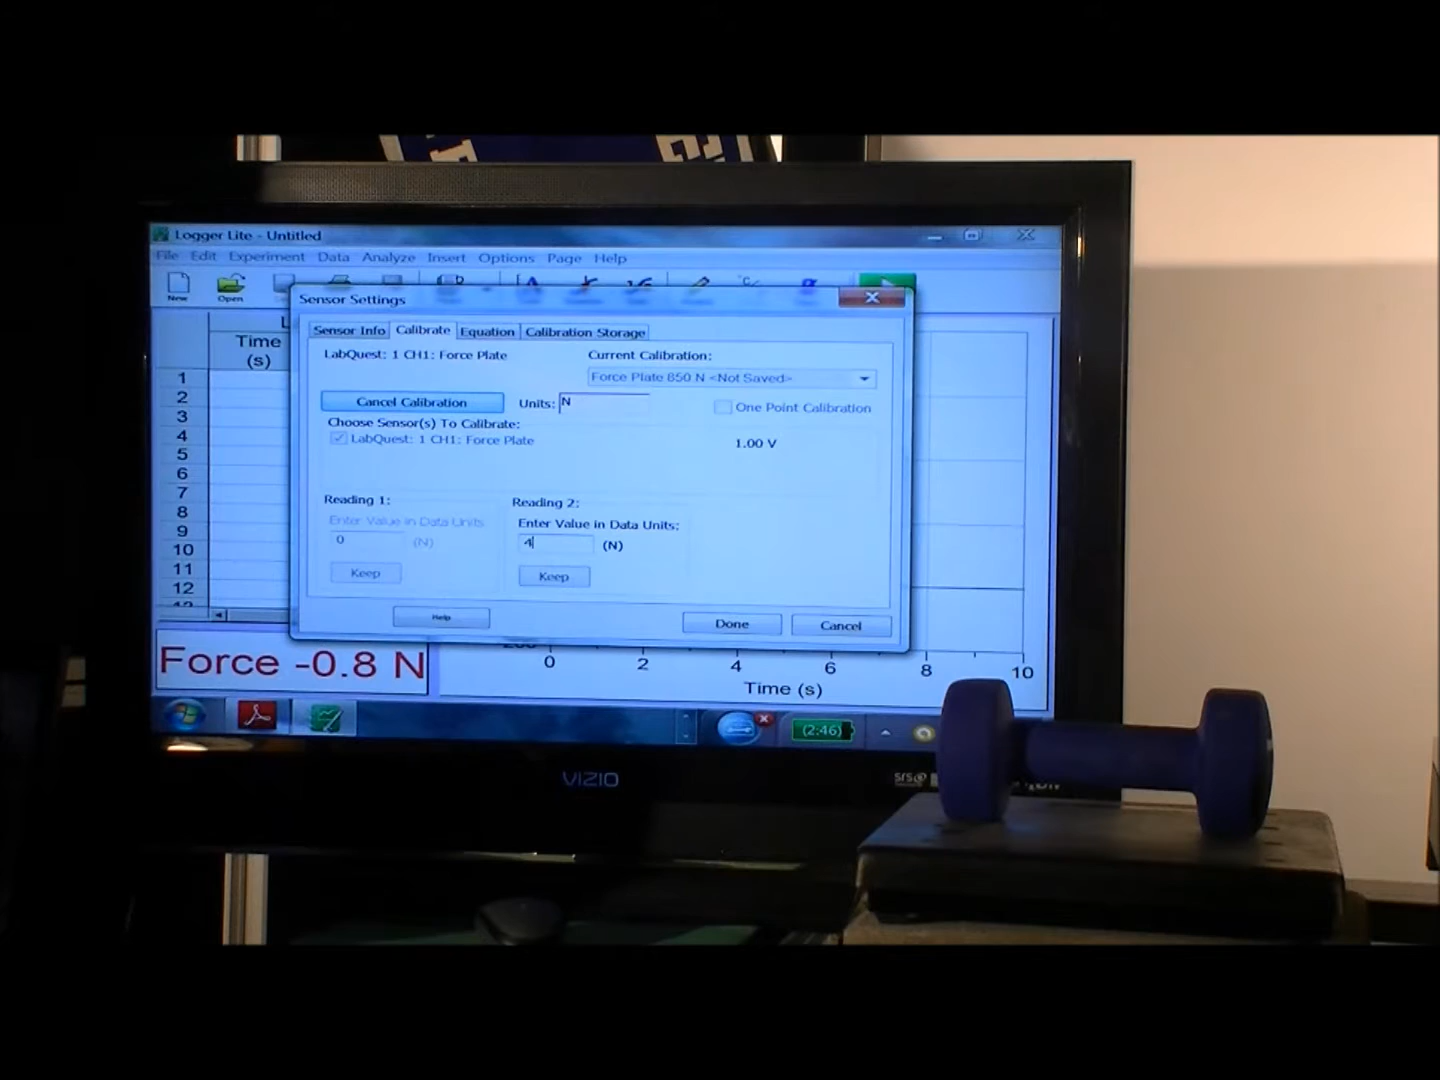 Logger Lite - Untitled
File Edit Experiment Data Analyze Insert Options Page Help
New Open
Sensor Settings
Sensor Info Calibrate Equation Calibration Storage
LabQuest: 1 CH1: Force Plate
Current Calibration:
Force Plate 850 N <Not Saved>
Cancel Calibration
Units: N
One Point Calibration
Choose Sensor(s) To Calibrate:
LabQuest: 1 CH1: Force Plate
1.00 V
Reading 1:
Enter Value in Data Units
0 (N)
Keep
Reading 2:
Enter Value in Data Units:
4 (N)
Keep
Help Done Cancel
Time
(s)
1
2
3
4
5
6
7
8
9
10
11
12
Force -0.8 N
0 2 4 6 8 10
Time (s)
(2:46)
VIZIO
SRS